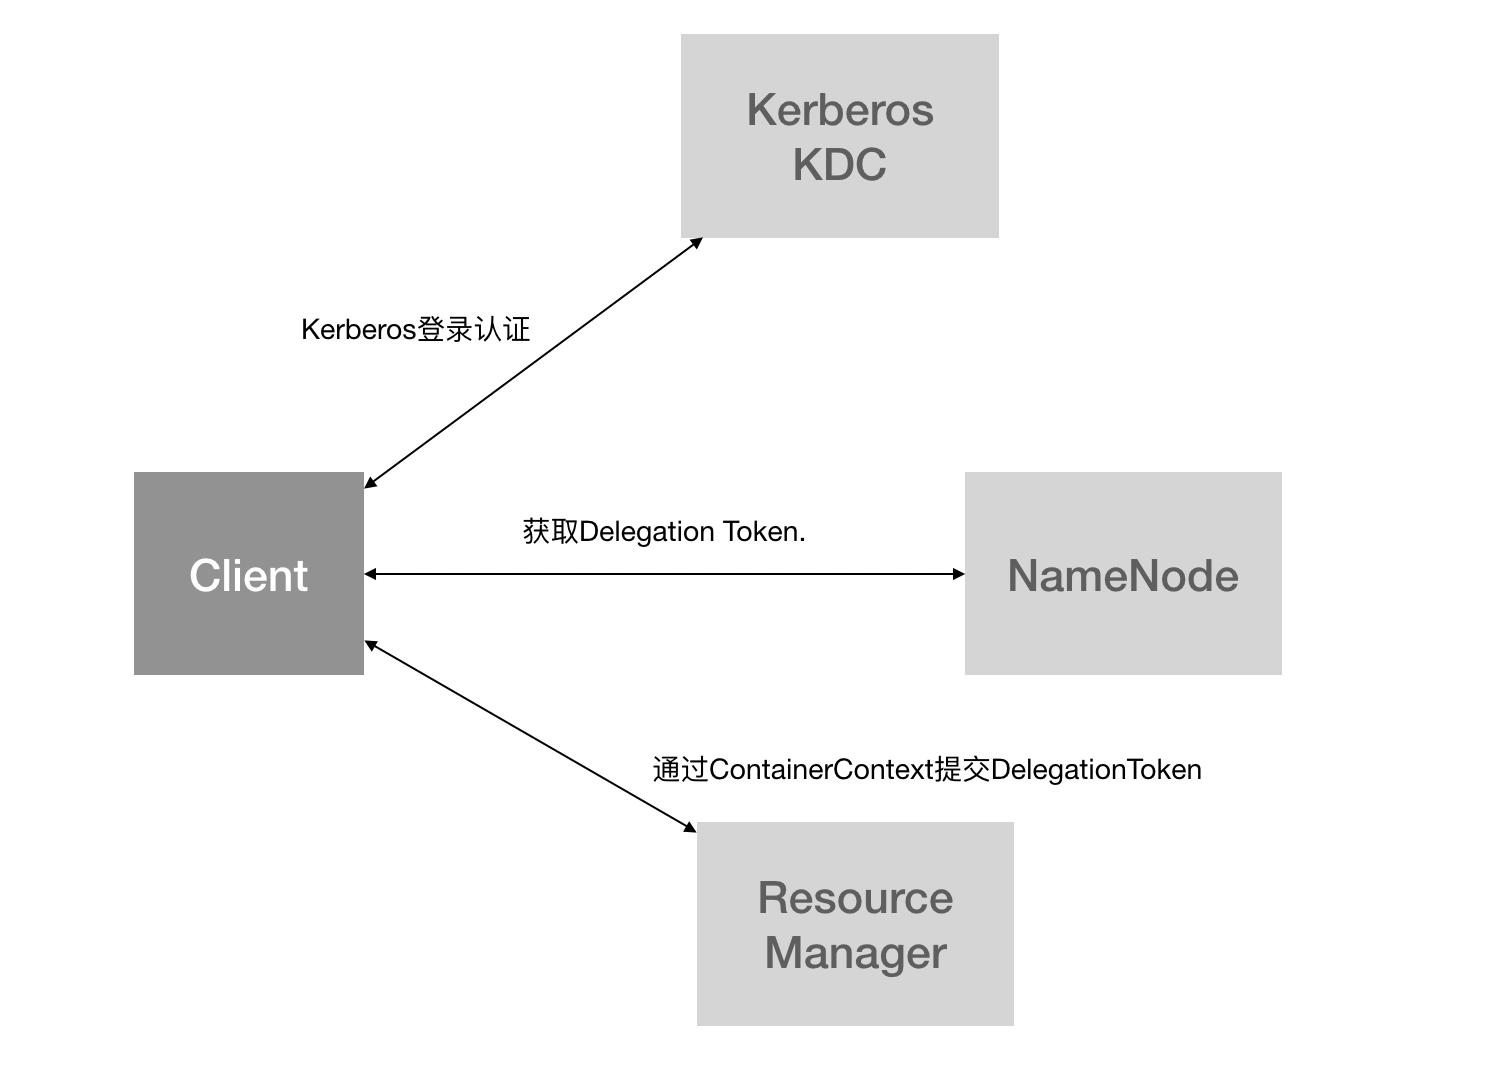 Kerberos
KDC
Kerberos登录认证
获取Delegation Token.
Client
NameNode
通过ContainerContext提交DelegationToken
Resource
Manager